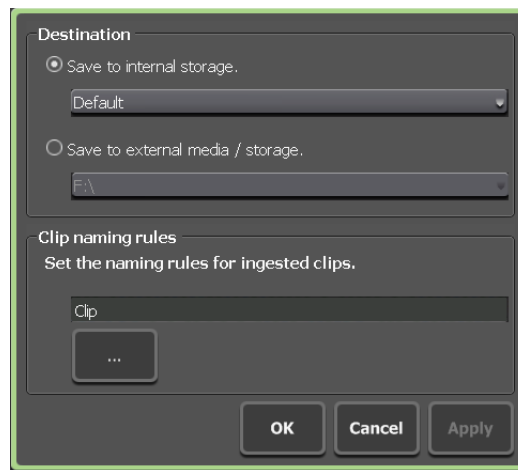 Destination
Save to internal storage.
Default
Save to external media / storage.
F:\
Clip naming rules
Set the naming rules for ingested clips.
Clip
...
OK Cancel Apply